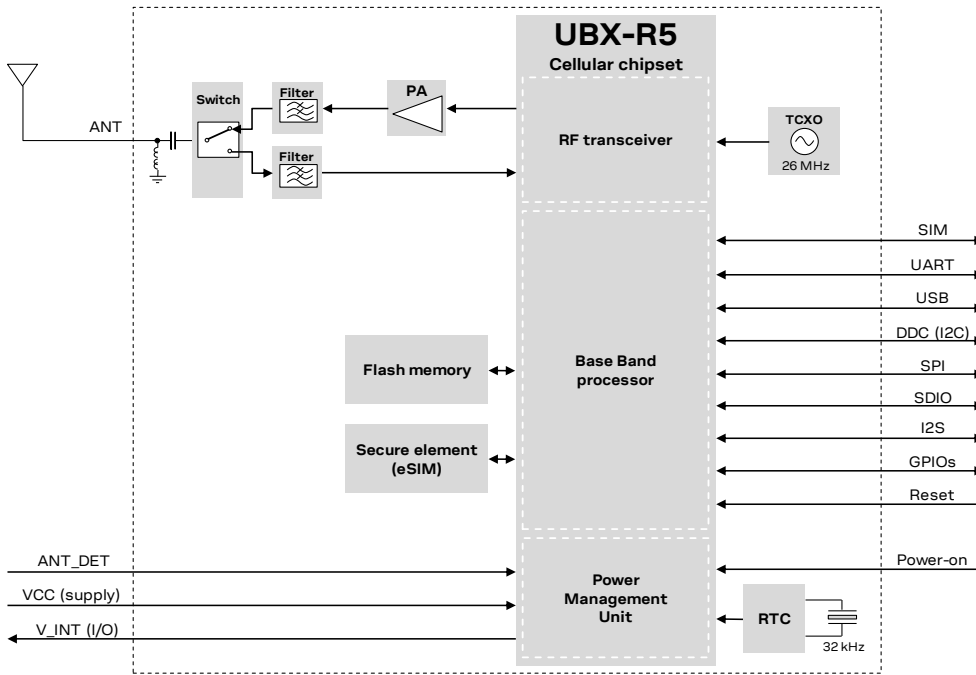 UBX-R5
Cellular chipset
Switch
Filter
PA
ANT
RF transceiver
TCXO
26 MHz
Filter
SIM
UART
USB
DDC (I2C)
SPI
SDIO
I2S
GPIOs
Reset
Flash memory
Base Band
processor
Secure element
(eSIM)
ANT_DET
VCC (supply)
V_INT (I/O)
Power
Management
Unit
Power-on
RTC
32 kHz